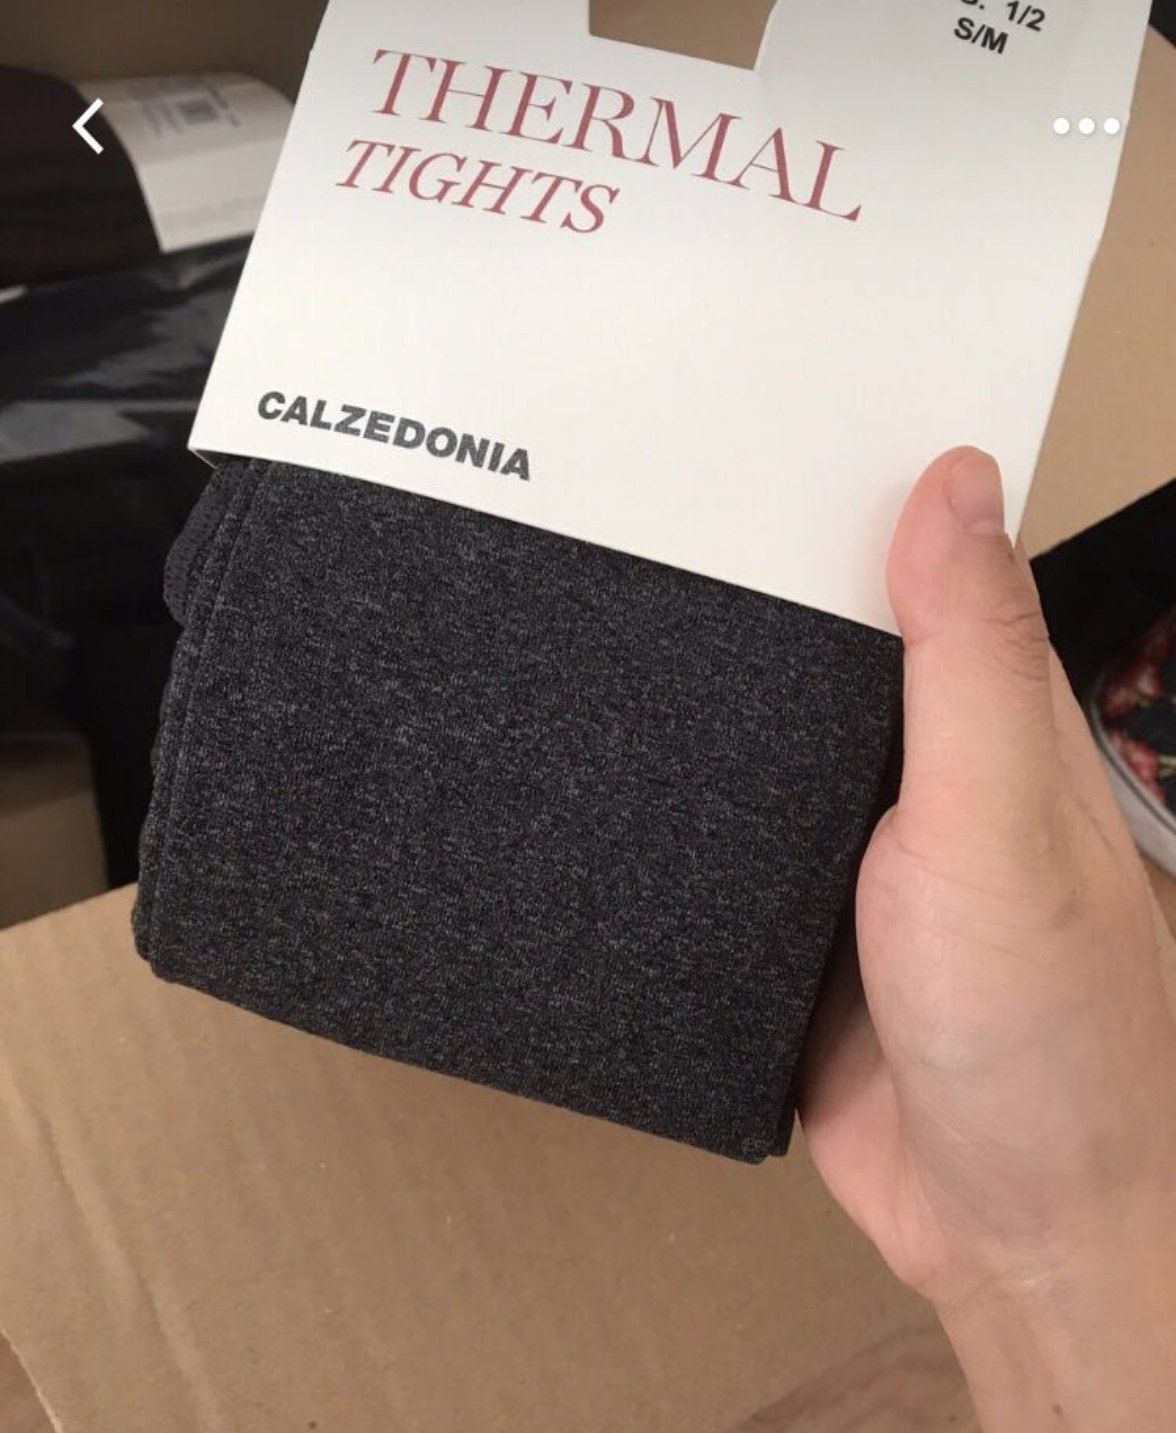 1/2
S/M
THERMAL
TIGHTS
CALZEDONIA